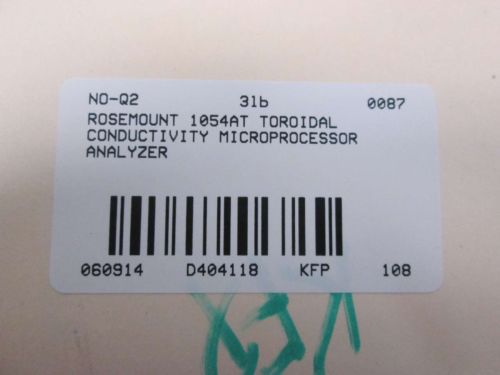 NO-Q2 31b 0087
ROSEMOUNT 1054AT TOROIDAL
CONDUCTIVITY MICROPROCESSOR
ANALYZER
060914 D404118 KFP 108